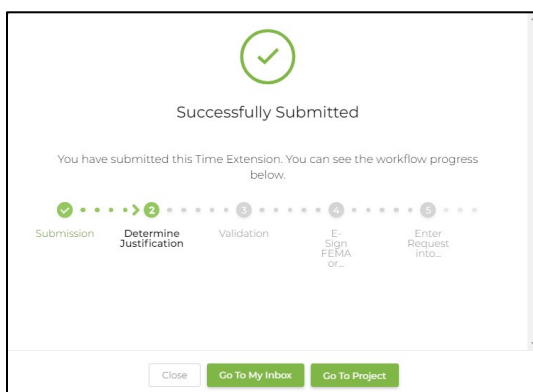 Successfully Submitted
You have submitted this Time Extension. You can see the workflow progress
below.
2 3 4 5
Submission Determine Validation E- Enter
Justification Sign Request
FEMA into...
or...
Close Go To My Inbox Go To Project